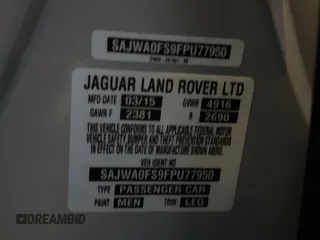 SAJWA0FS9FPU77950
JAGUAR LAND ROVER LTD
MFD DATE 03/15 GVWR 4916
GAWR F 2381 R 2690
THIS VEHICLE CONFORMS TO ALL APPLICABLE FEDERAL MOTOR
VEHICLE SAFETY, BUMPER, AND THEFT PREVENTION STANDARDS
IN EFFECT ON THE DATE OF MANUFACTURE SHOWN ABOVE
VEH IDENT NO
SAJWA0FS9FPU77950
TYPE PASSENGER CAR
PAINT MEN TRIM LEG
DREAMBID